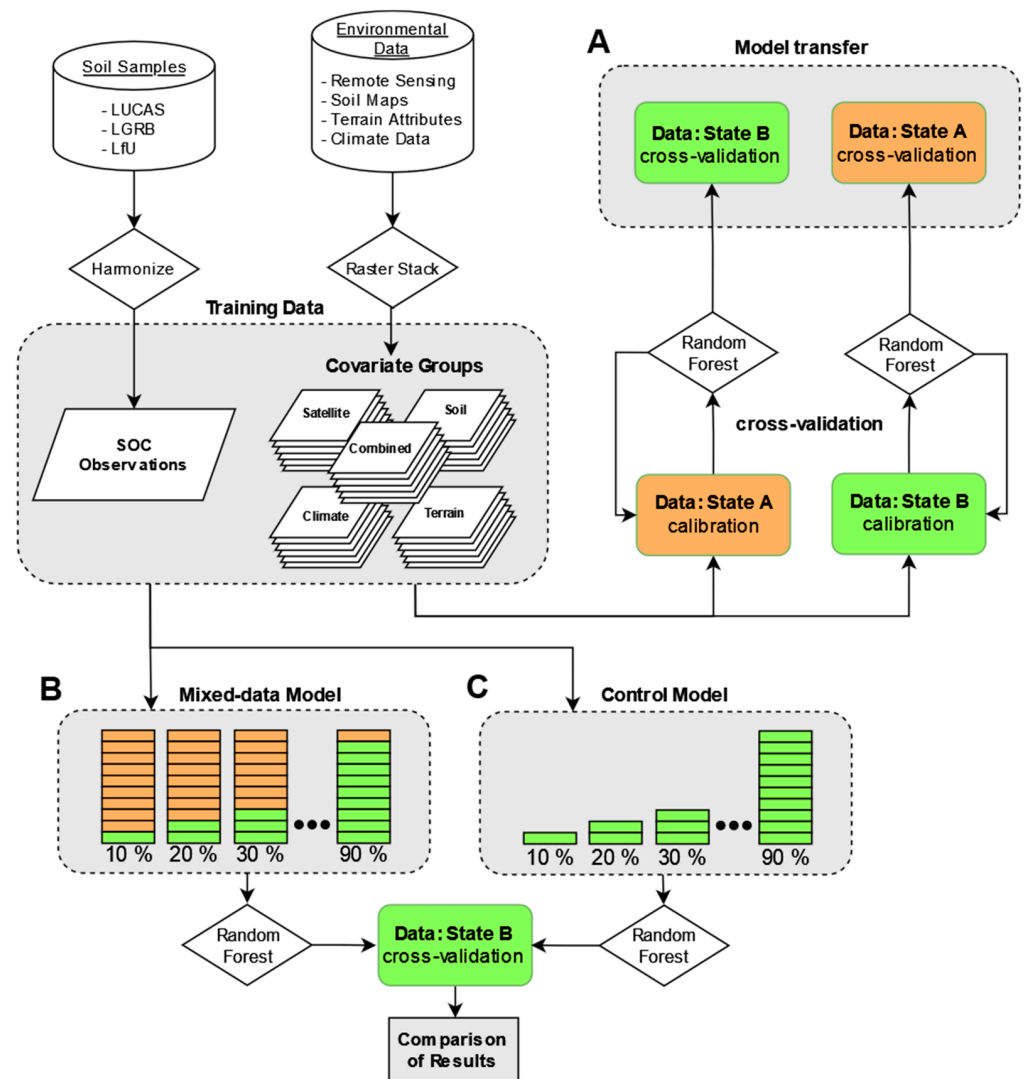 Soil Samples
- LUCAS
- LGRB
- LfU
Environmental
Data
- Remote Sensing
- Soil Maps
- Terrain Attributes
- Climate Data
Harmonize
Raster Stack
Training Data
SOC
Observations
Covariate Groups
Satellite
Soil
Combined
Climate
Terrain
A
Model transfer
Data: State B
cross-validation
Data: State A
cross-validation
Random
Forest
Random
Forest
cross-validation
Data: State A
calibration
Data: State B
calibration
B
Mixed-data Model
10 %
20 %
30 %
90 %
C
Control Model
10 %
20 %
30 %
90 %
Random
Forest
Data: State B
cross-validation
Random
Forest
Comparison
of Results